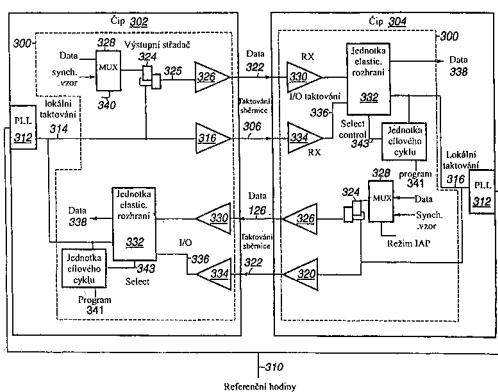 Čip 302
Čip 304
300
328
Výstupní střadač
324
Data
synch.
.vzor
MUX
340
325
326
Data
322
RX
330
Jednotka
elastic.
rozhraní
332
300
Data
338
PLL
312
lokální
taktování
314
316
Taktování
sběrnice
306
I/O taktování
336
334
RX
Select
control
343
Jednotka
cílového
cyklu
program
341
Lokální
taktování
316
PLL
312
Data
338
Jednotka
elastic.
rozhraní
332
330
Data
126
326
324
328
MUX
Data
Synch.
.vzor
Režim IAP
I/O
336
334
Taktování
sběrnice
322
320
Jednotka
cílového
cyklu
343
Select
Program
341
310
Referenční hodiny